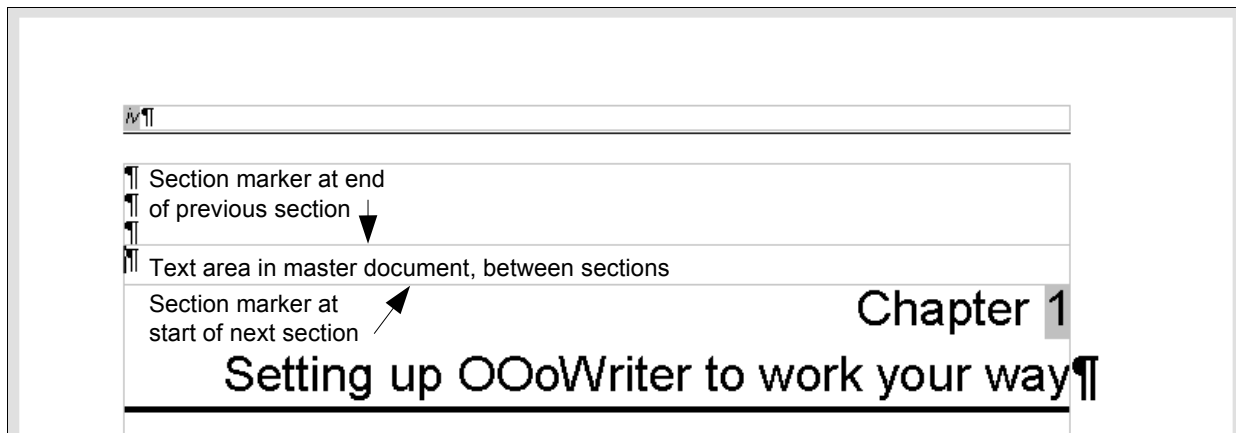 iv¶
¶ Section marker at end
¶ of previous section
¶
¶ Text area in master document, between sections
Section marker at
start of next section
Chapter 1
Setting up OOoWriter to work your way¶